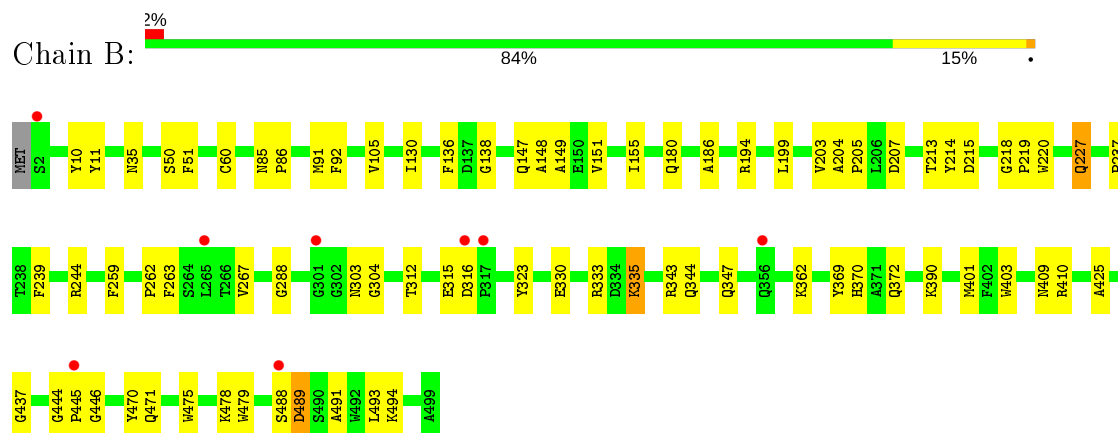 2%
Chain B:
84%
15%
•
MET S2 Y10 Y11 N35 S50 F51 C60 N85 P86 M91 F92 V105 I130 F136 D137 G138 Q147 A148 A149 E150 V151 I155 Q180 A186 R194 L199 V203 A204 P205 L206 D207 T213 Y214 D215 G218 P219 W220 Q227
T238 F239 R244 F259 P262 F263 S264 L265 T266 V267 G288 G301 G302 N303 G304 T312 E315 D316 P317 Y323 E330 R333 D334 K335 R343 Q344 Q347 Q356 K362 Y369 H370 A371 Q372 K390 M401 F402 W403 N409 R410 A425
G437 G444 P445 G446 Y470 Q471 W475 K478 W479 S488 D489 S490 A491 W492 L493 K494 A499